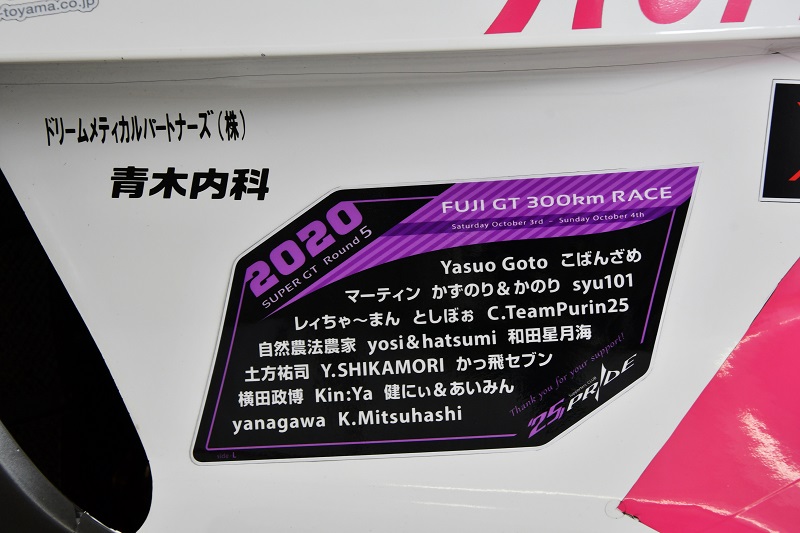 -toyama.co.jp
ドリームメディカルパートナーズ(株)
青木内科
2020
SUPER GT Round 5
FUJI GT 300km RACE
Saturday October 3rd - Sunday October 4th
Yasuo Goto こばんざめ
マーティン かずのり&かのり syu101
レィちゃ〜まん としぼぉ C.TeamPurin25
自然農法農家 yosi&hatsumi 和田星月海
土方祐司 Y.SHIKAMORI かっ飛セブン
横田政博 Kin:Ya 健にぃ&あいみん
yanagawa K.Mitsuhashi
Thank you for your support!
'25 PRIDE